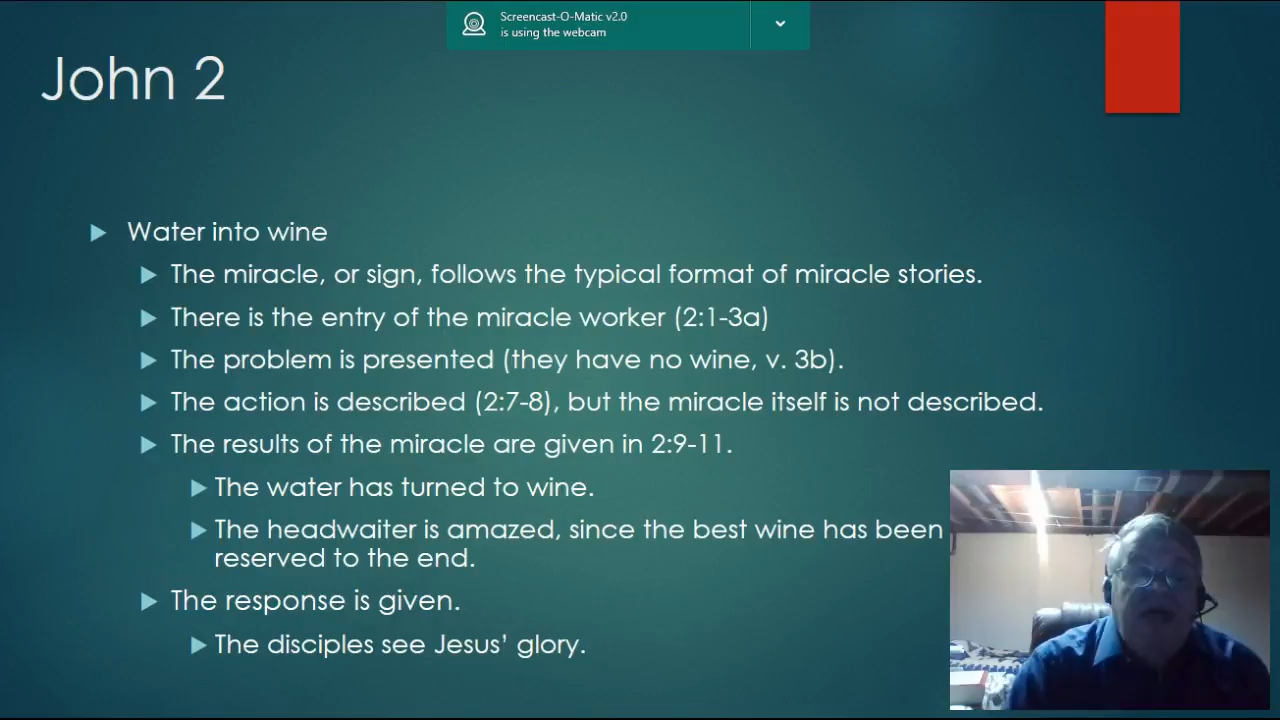 Screencast-O-Matic v2.0
is using the webcam
John 2
Water into wine
The miracle, or sign, follows the typical format of miracle stories.
There is the entry of the miracle worker (2:1-3a)
The problem is presented (they have no wine, v. 3b).
The action is described (2:7-8), but the miracle itself is not described.
The results of the miracle are given in 2:9-11.
The water has turned to wine.
The headwaiter is amazed, since the best wine has been
reserved to the end.
The response is given.
The disciples see Jesus’ glory.